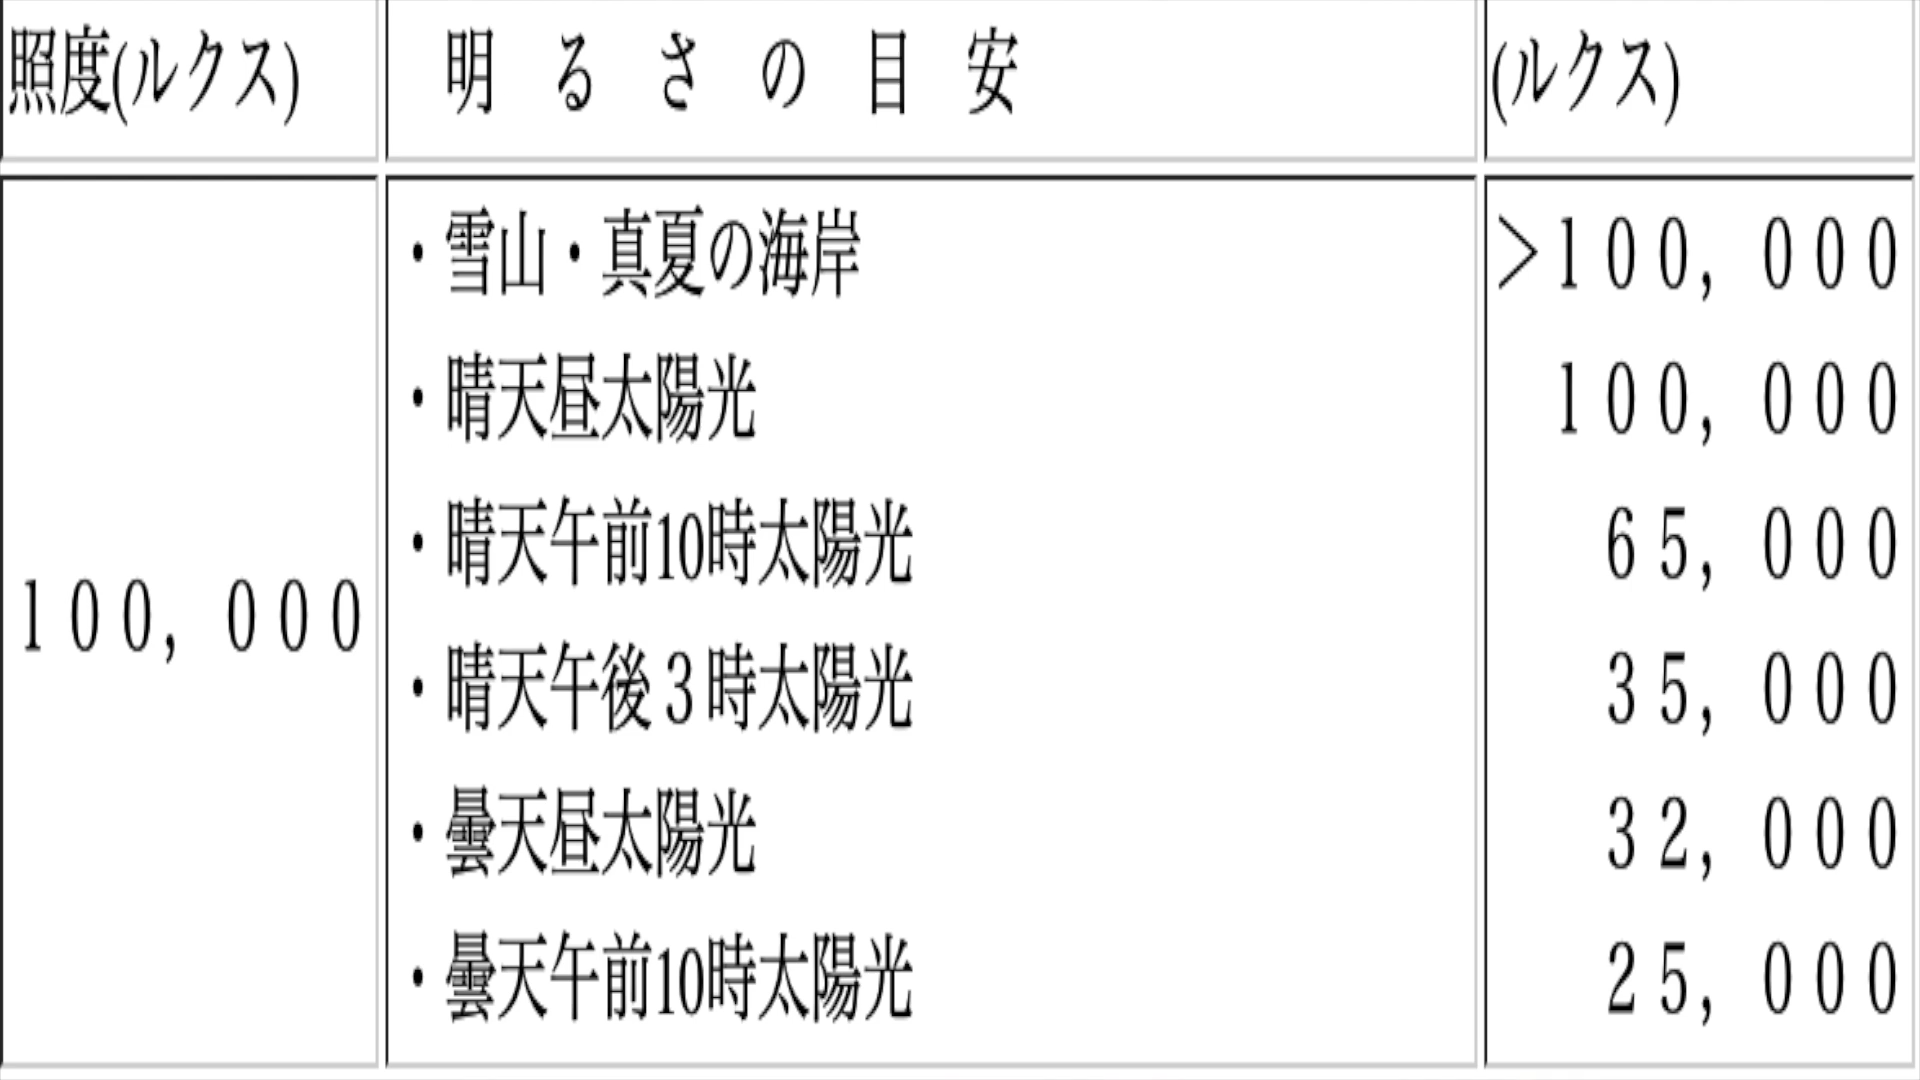 照度(ルクス) 明るさの目安 (ルクス)
・雪山・真夏の海岸 >１００，０００
・晴天昼太陽光 １００，０００
・晴天午前10時太陽光 ６５，０００
１００，０００
・晴天午後３時太陽光 ３５，０００
・曇天昼太陽光 ３２，０００
・曇天午前10時太陽光 ２５，０００